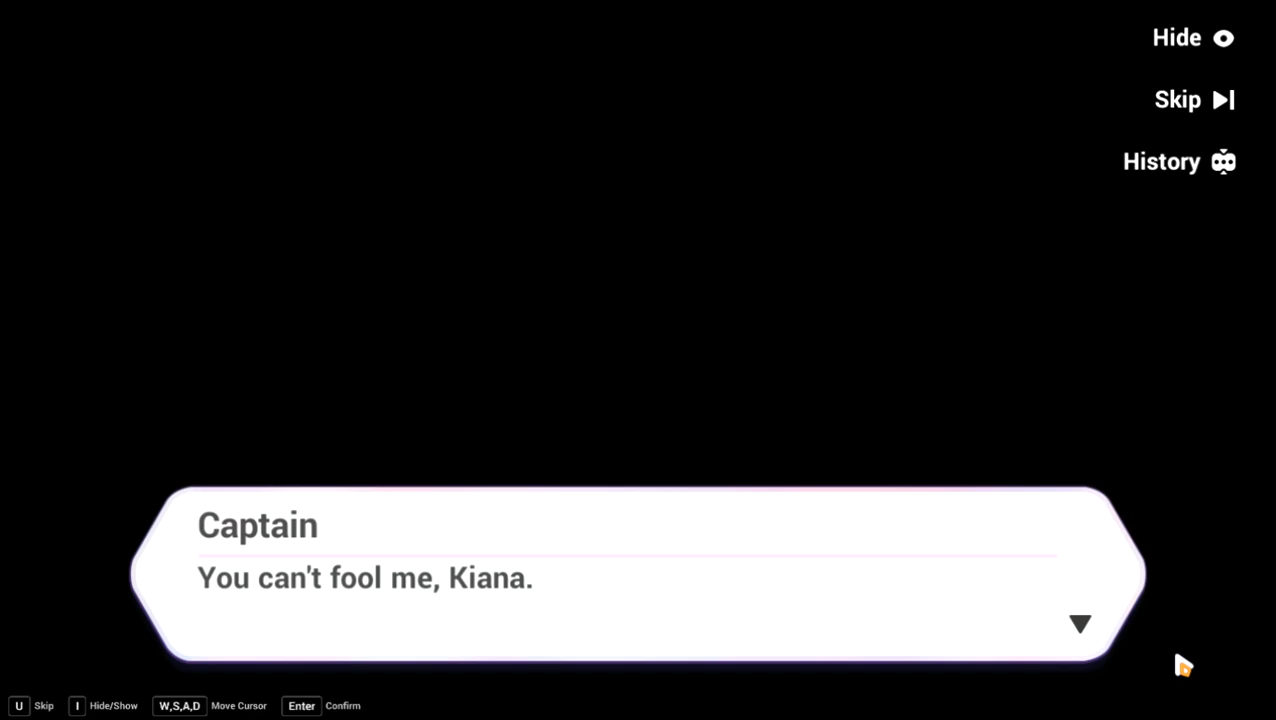 Hide
Skip
History
Captain
You can't fool me, Kiana.
U Skip I Hide/Show W,S,A,D Move Cursor Enter Confirm